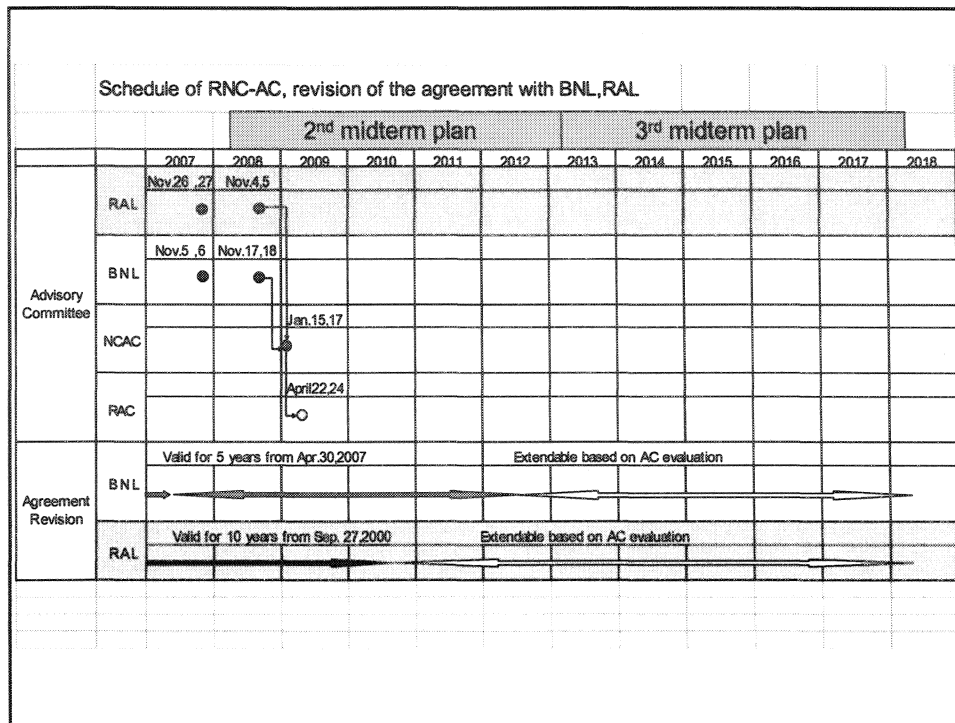 Schedule of RNC-AC, revision of the agreement with BNL,RAL
2nd midterm plan 3rd midterm plan
2007 2008 2009 2010 2011 2012 2013 2014 2015 2016 2017 2018
Advisory Committee
RAL
Nov.26 ,27 Nov.4,5
BNL
Nov.5 ,6 Nov.17,18
NCAC
Jan.15,17
RAC
April22,24
Agreement Revision
BNL
Valid for 5 years from Apr.30,2007 Extendable based on AC evaluation
RAL
Valid for 10 years from Sep. 27,2000 Extendable based on AC evaluation